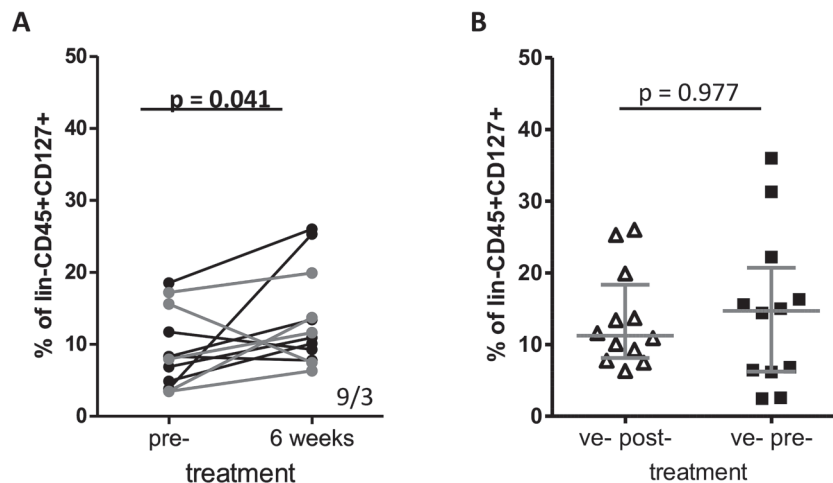 A
% of lin-CD45+CD127+
50
40
30
20
10
0
p = 0.041
9/3
pre- 6 weeks
treatment
B
% of lin-CD45+CD127+
50
40
30
20
10
0
p = 0.977
ve- post- ve- pre-
treatment